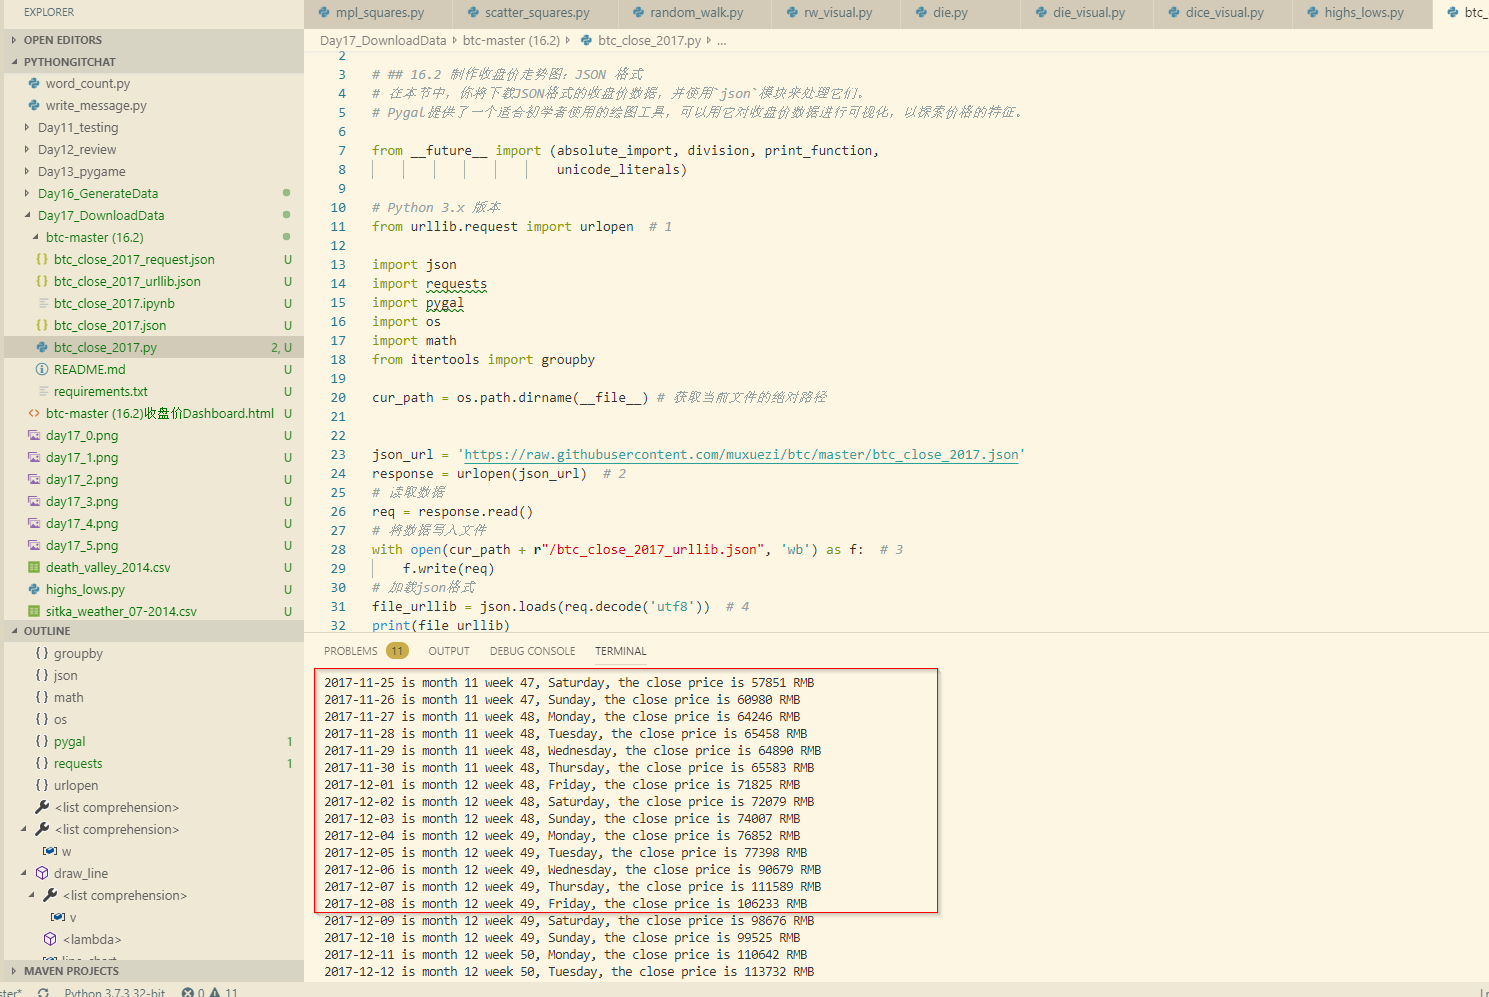 EXPLORER
OPEN EDITORS
PYTHONGITCHAT
word_count.py
write_message.py
Day11_testing
Day12_review
Day13_pygame
Day16_GenerateData
Day17_DownloadData
btc-master (16.2)
btc_close_2017_request.json U
btc_close_2017_urllib.json U
btc_close_2017.ipynb U
btc_close_2017.json U
btc_close_2017.py 2, U
README.md U
requirements.txt U
btc-master (16.2)收盘价Dashboard.html U
day17_0.png U
day17_1.png U
day17_2.png U
day17_3.png U
day17_4.png U
day17_5.png U
death_valley_2014.csv U
highs_lows.py U
sitka_weather_07-2014.csv U
OUTLINE
groupby
json
math
os
pygal 1
requests 1
urlopen
<list comprehension>
<list comprehension>
w
draw_line
<list comprehension>
v
<lambda>
line_chart
MAVEN PROJECTS
mpl_squares.py scatter_squares.py random_walk.py rw_visual.py die.py die_visual.py dice_visual.py highs_lows.py btc_
Day17_DownloadData btc-master (16.2) btc_close_2017.py ...
2
3 # ## 16.2 制作收盘价走势图：JSON 格式
4 # 在本节中，你将下载JSON格式的收盘价数据，并使用`json`模块来处理它们。
5 # Pygal提供了一个适合初学者使用的绘图工具，可以用它对收盘价数据进行可视化，以探索价格的特征。
6
7 from __future__ import (absolute_import, division, print_function,
8 unicode_literals)
9
10 # Python 3.x 版本
11 from urllib.request import urlopen # 1
12
13 import json
14 import requests
15 import pygal
16 import os
17 import math
18 from itertools import groupby
19
20 cur_path = os.path.dirname(__file__) # 获取当前文件的绝对路径
21
22
23 json_url = 'https://raw.githubusercontent.com/muxuezi/btc/master/btc_close_2017.json'
24 response = urlopen(json_url) # 2
25 # 读取数据
26 req = response.read()
27 # 将数据写入文件
28 with open(cur_path + r"/btc_close_2017_urllib.json", 'wb') as f: # 3
29 f.write(req)
30 # 加载json格式
31 file_urllib = json.loads(req.decode('utf8')) # 4
32 print(file_urllib)
PROBLEMS 11 OUTPUT DEBUG CONSOLE TERMINAL
2017-11-25 is month 11 week 47, Saturday, the close price is 57851 RMB
2017-11-26 is month 11 week 47, Sunday, the close price is 60980 RMB
2017-11-27 is month 11 week 48, Monday, the close price is 64246 RMB
2017-11-28 is month 11 week 48, Tuesday, the close price is 65458 RMB
2017-11-29 is month 11 week 48, Wednesday, the close price is 64890 RMB
2017-11-30 is month 11 week 48, Thursday, the close price is 65583 RMB
2017-12-01 is month 12 week 48, Friday, the close price is 71825 RMB
2017-12-02 is month 12 week 48, Saturday, the close price is 72079 RMB
2017-12-03 is month 12 week 48, Sunday, the close price is 74007 RMB
2017-12-04 is month 12 week 49, Monday, the close price is 76852 RMB
2017-12-05 is month 12 week 49, Tuesday, the close price is 77398 RMB
2017-12-06 is month 12 week 49, Wednesday, the close price is 90679 RMB
2017-12-07 is month 12 week 49, Thursday, the close price is 111589 RMB
2017-12-08 is month 12 week 49, Friday, the close price is 106233 RMB
2017-12-09 is month 12 week 49, Saturday, the close price is 98676 RMB
2017-12-10 is month 12 week 49, Sunday, the close price is 99525 RMB
2017-12-11 is month 12 week 50, Monday, the close price is 110642 RMB
2017-12-12 is month 12 week 50, Tuesday, the close price is 113732 RMB
ster* Python 3.7.3 32-bit 0 11